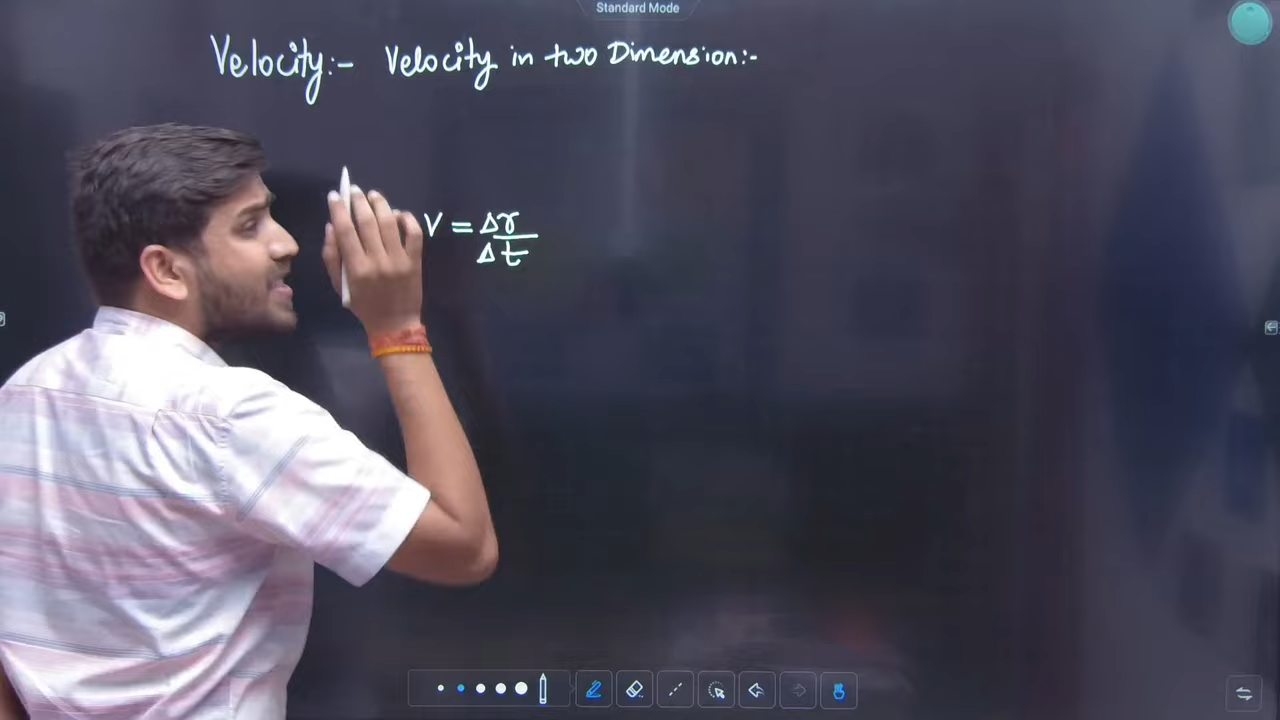 Standard Mode
Velocity:- Velocity in two Dimension:-
V = Δr
Δt